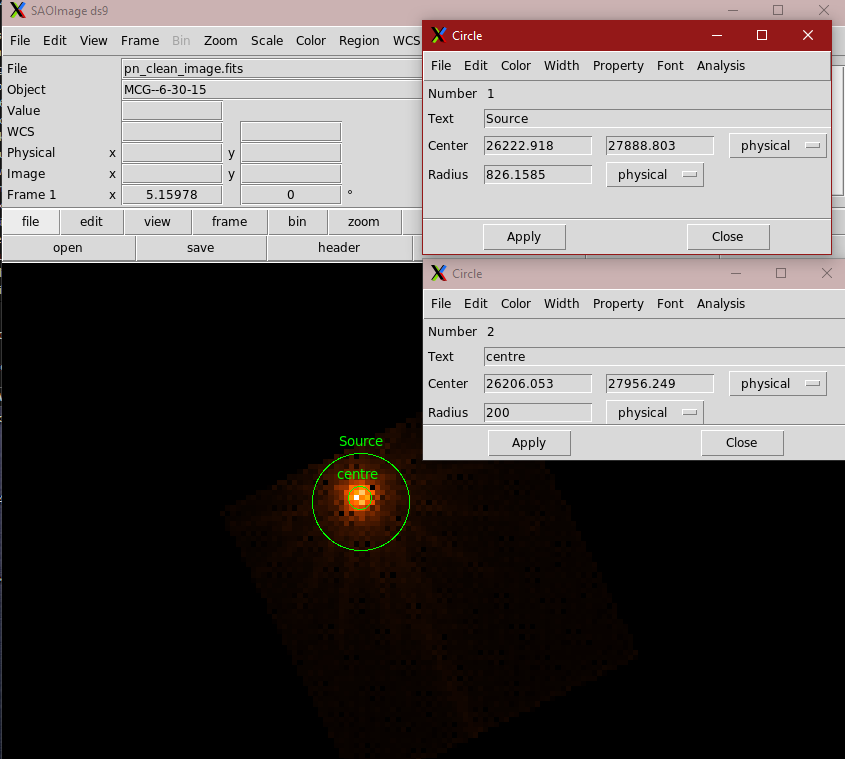 SAOImage ds9
File Edit View Frame Bin Zoom Scale Color Region WCS
File pn_clean_image.fits
Object MCG--6-30-15
Value
WCS
Physical x y
Image x y
Frame 1 x 5.15978 0 °
file edit view frame bin zoom
open save header
Circle
File Edit Color Width Property Font Analysis
Number 1
Text Source
Center 26222.918 27888.803 physical
Radius 826.1585 physical
Apply Close
Circle
File Edit Color Width Property Font Analysis
Number 2
Text centre
Center 26206.053 27956.249 physical
Radius 200 physical
Apply Close
Source
centre